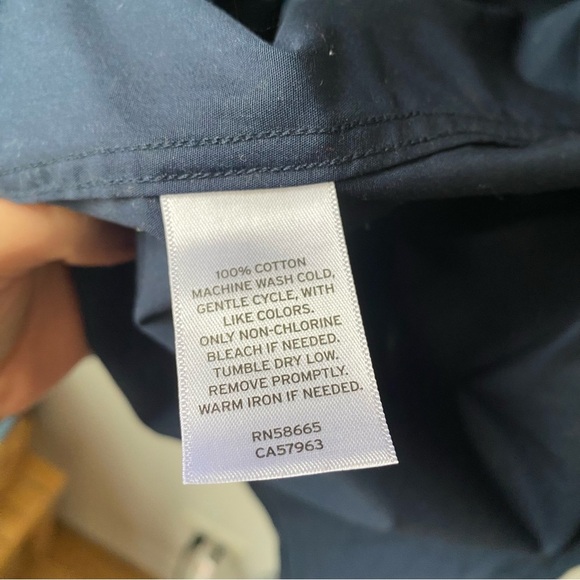 100% COTTON
MACHINE WASH COLD,
GENTLE CYCLE, WITH
LIKE COLORS.
ONLY NON-CHLORINE
BLEACH IF NEEDED.
TUMBLE DRY LOW.
REMOVE PROMPTLY.
WARM IRON IF NEEDED.
RN58665
CA57963